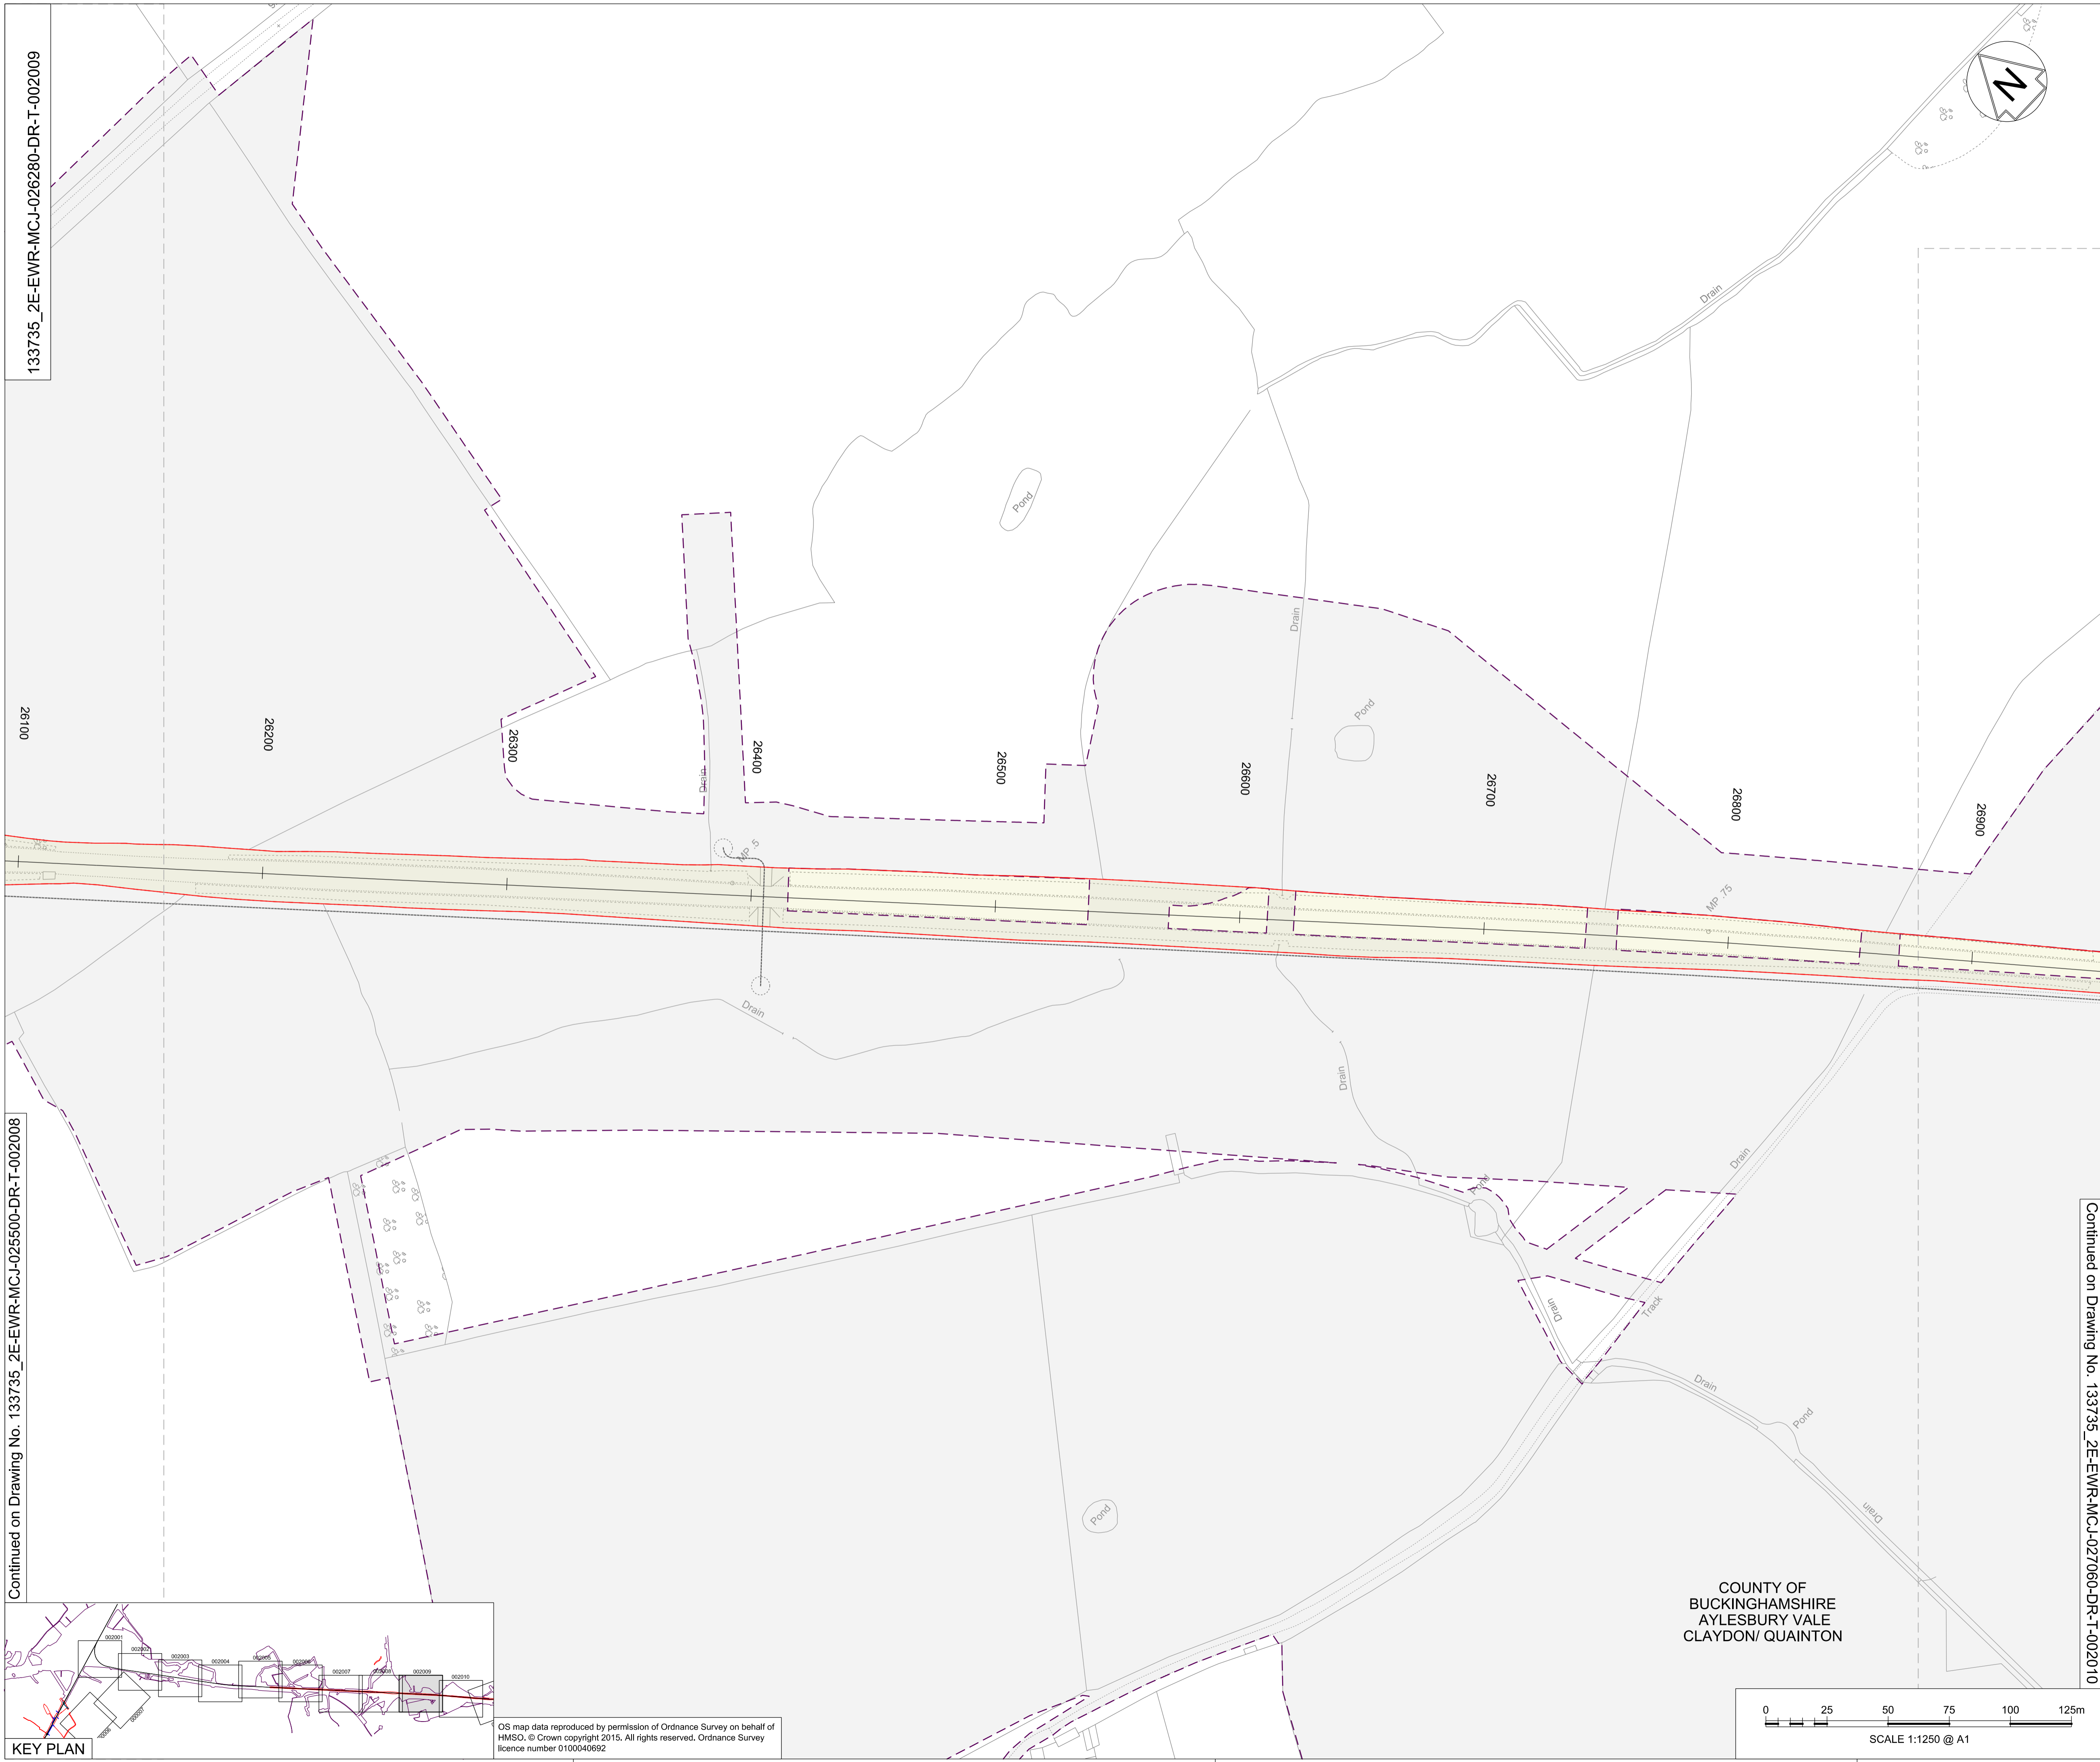 133735_2E-EWR-MCJ-026280-DR-T-002009
N
Drain
Pond
Drain
Pond
26100
26200
26300
26400
26500
26600
26700
26800
26900
Drain
MP .5
MP .75
Drain
Drain
Drain
Pond
Drain
Track
Drain
Pond
Drain
Pond
Continued on Drawing No. 133735_2E-EWR-MCJ-025500-DR-T-002008
Continued on Drawing No. 133735_2E-EWR-MCJ-027060-DR-T-002010
COUNTY OF
BUCKINGHAMSHIRE
AYLESBURY VALE
CLAYDON/ QUAINTON
002001
002002
002003
002004
002005
002006
002007
002008
002009
002010
000007
KEY PLAN
OS map data reproduced by permission of Ordnance Survey on behalf of
HMSO. © Crown copyright 2015. All rights reserved. Ordnance Survey
licence number 0100040692
0 25 50 75 100 125m
SCALE 1:1250 @ A1